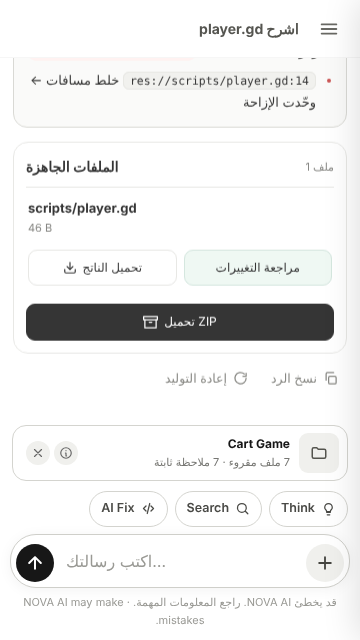 اشرح player.gd
res://scripts/player.gd:14 خلط مسافات ←
وحّدت الإزاحة
الملفات الجاهزة
1 ملف
scripts/player.gd
46 B
مراجعة التغييرات
تحميل الناتج
تحميل ZIP
نسخ الرد
إعادة التوليد
Cart Game
7 ملف مقروء · 7 ملاحظة ثابتة
Think
Search
AI Fix
اكتب رسالتك...
قد يخطئ NOVA AI. راجع المعلومات المهمة. · NOVA AI may make
mistakes.